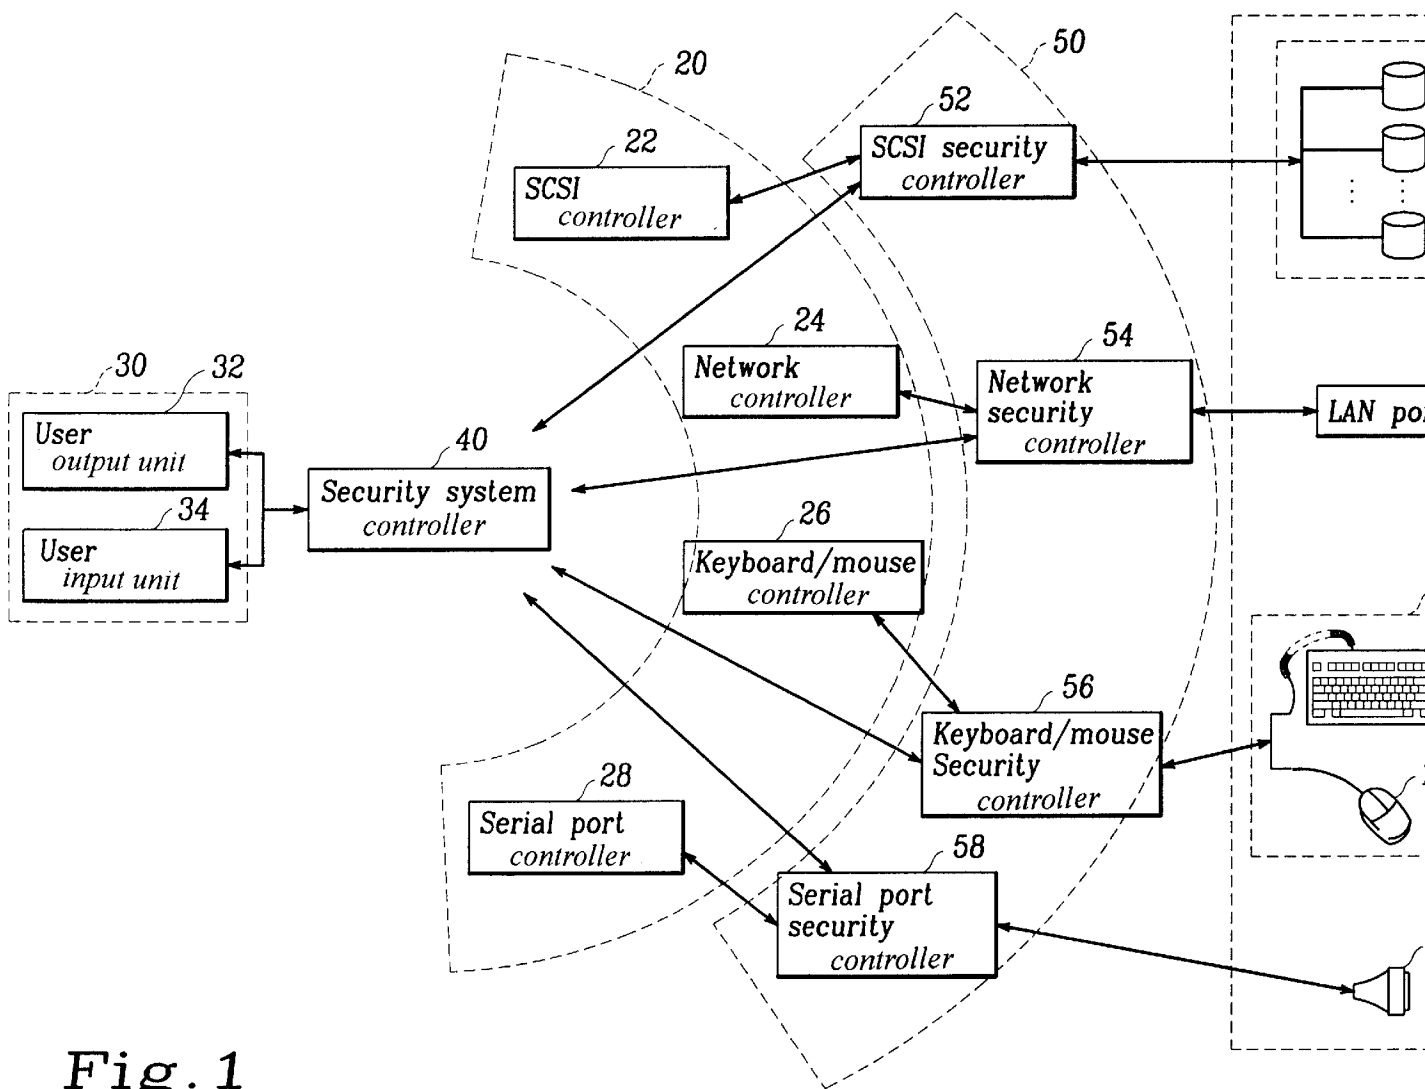 20
50
52
SCSI security
controller
22
SCSI
controller
24
Network
controller
54
Network
security
controller
LAN
30
32
User
output unit
34
User
input unit
40
Security system
controller
26
Keyboard/mouse
controller
56
Keyboard/mouse
Security
controller
28
Serial port
controller
58
Serial port
security
controller
Fig.1